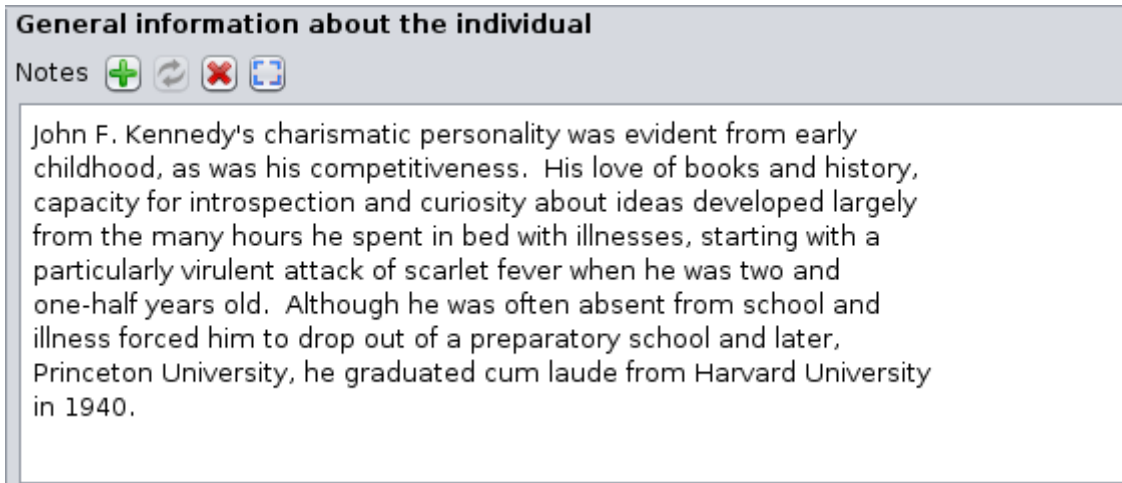 General information about the individual
Notes
John F. Kennedy's charismatic personality was evident from early
childhood, as was his competitiveness.  His love of books and history,
capacity for introspection and curiosity about ideas developed largely
from the many hours he spent in bed with illnesses, starting with a
particularly virulent attack of scarlet fever when he was two and
one-half years old.  Although he was often absent from school and
illness forced him to drop out of a preparatory school and later,
Princeton University, he graduated cum laude from Harvard University
in 1940.